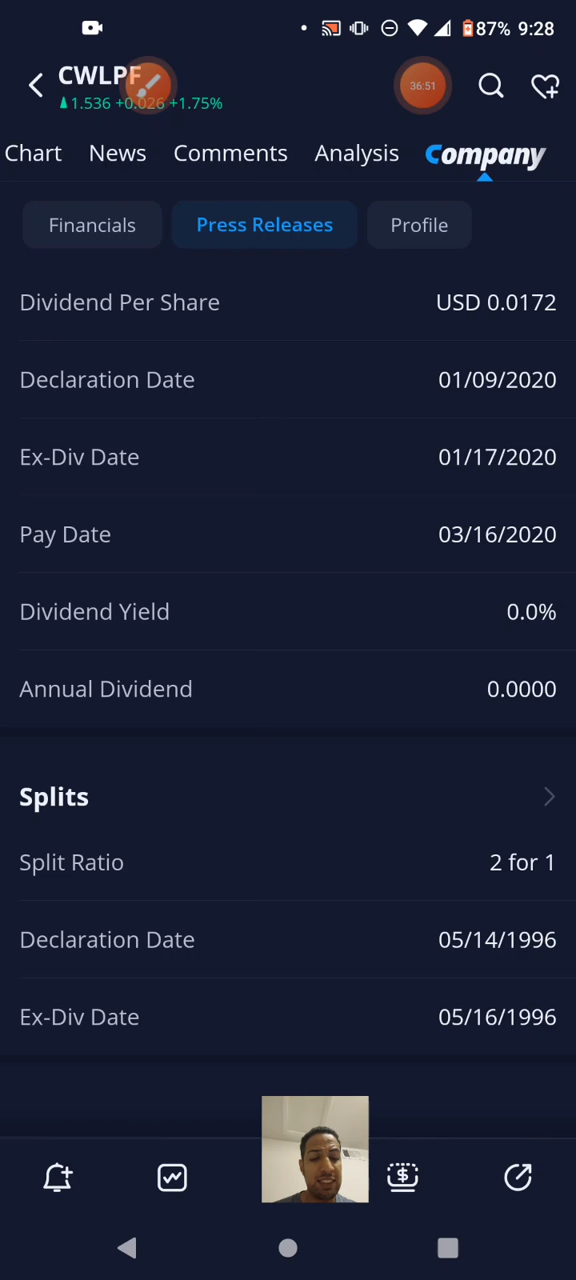 87% 9:28
CWLPF
1.536 +0.026 +1.75%
36:51
Chart News Comments Analysis Company
Financials Press Releases Profile
Dividend Per Share USD 0.0172
Declaration Date 01/09/2020
Ex-Div Date 01/17/2020
Pay Date 03/16/2020
Dividend Yield 0.0%
Annual Dividend 0.0000
Splits
Split Ratio 2 for 1
Declaration Date 05/14/1996
Ex-Div Date 05/16/1996